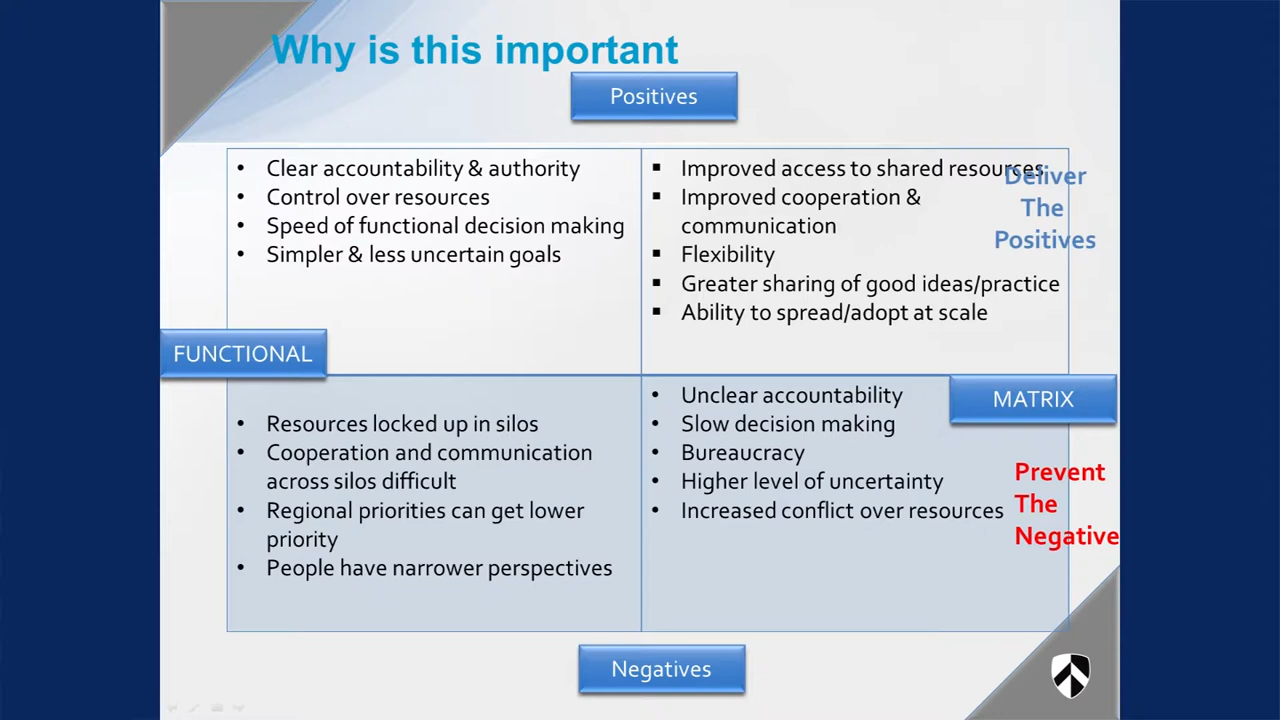 Why is this important
Positives
• Clear accountability & authority
• Control over resources
• Speed of functional decision making
• Simpler & less uncertain goals
▪ Improved access to shared resources
▪ Improved cooperation &
communication
▪ Flexibility
▪ Greater sharing of good ideas/practice
▪ Ability to spread/adopt at scale
Deliver
The
Positives
FUNCTIONAL
MATRIX
• Resources locked up in silos
• Cooperation and communication
across silos difficult
• Regional priorities can get lower
priority
• People have narrower perspectives
• Unclear accountability
• Slow decision making
• Bureaucracy
• Higher level of uncertainty
• Increased conflict over resources
Prevent
The
Negative
Negatives